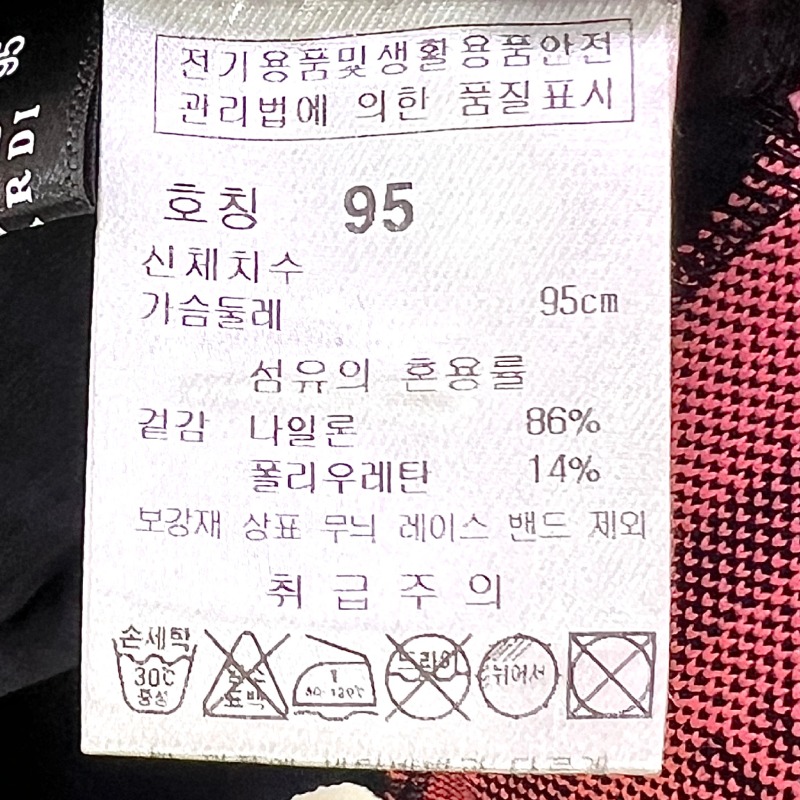 95
RDI
전기용품및생활용품안전
관리법에 의한 품질표시
호칭 95
신체치수
가슴둘레 95cm
섬유의 혼용률
겉감 나일론 86%
폴리우레탄 14%
보강재 상표 무늬 레이스 밴드 제외
취급주의
손세탁
30℃
중성
표백
드라이
뉘어서